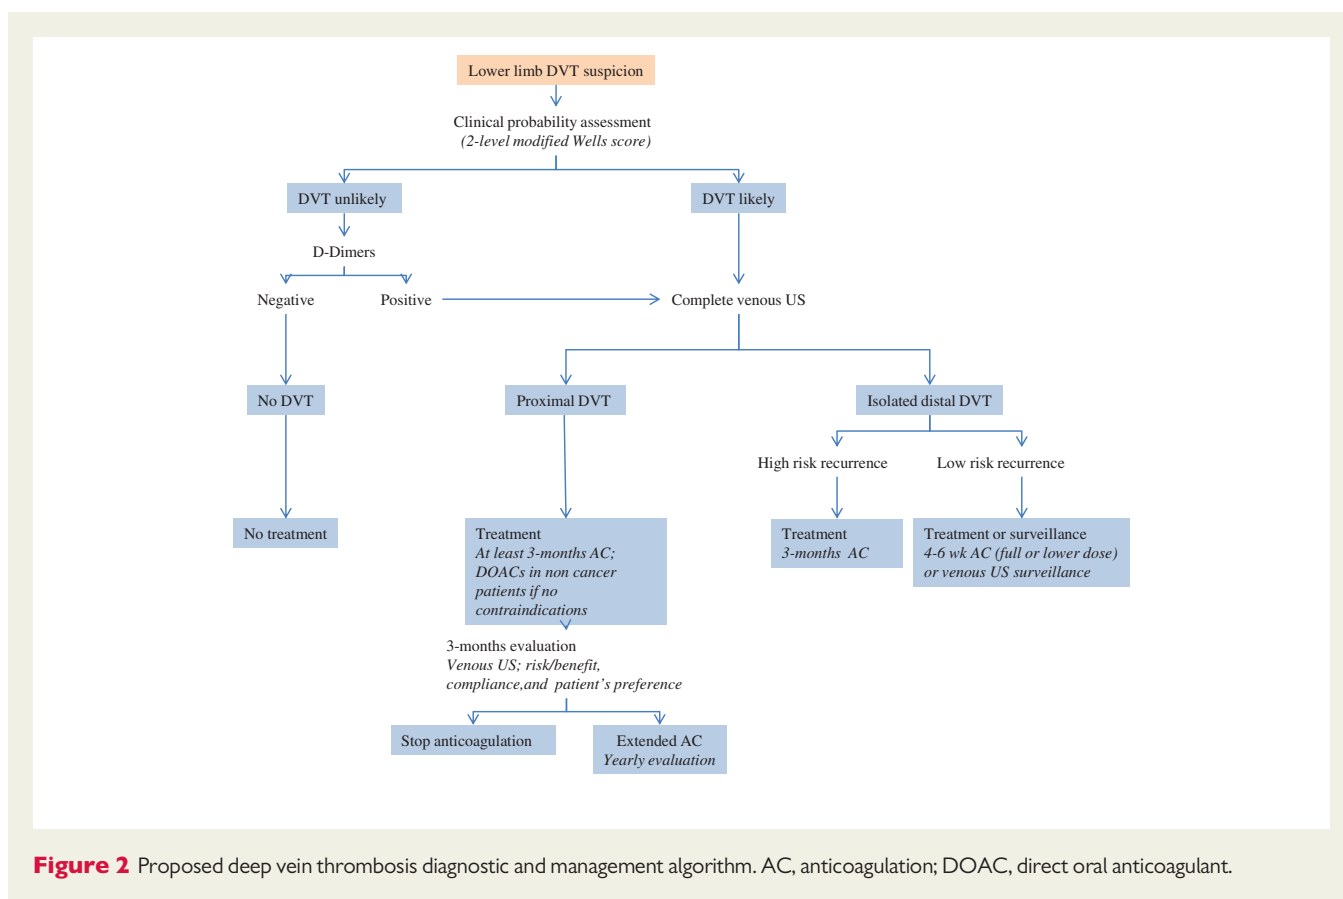 Lower limb DVT suspicion
Clinical probability assessment
(2-level modified Wells score)
DVT unlikely
DVT likely
D-Dimers
Negative
Positive
Complete venous US
No DVT
Proximal DVT
Isolated distal DVT
High risk recurrence
Low risk recurrence
No treatment
Treatment
At least 3-months AC;
DOACs in non cancer
patients if no
contraindications
Treatment
3-months AC
Treatment or surveillance
4-6 wk AC (full or lower dose)
or venous US surveillance
3-months evaluation
Venous US; risk/benefit,
compliance,and patient's preference
Stop anticoagulation
Extended AC
Yearly evaluation
Figure 2 Proposed deep vein thrombosis diagnostic and management algorithm. AC, anticoagulation; DOAC, direct oral anticoagulant.